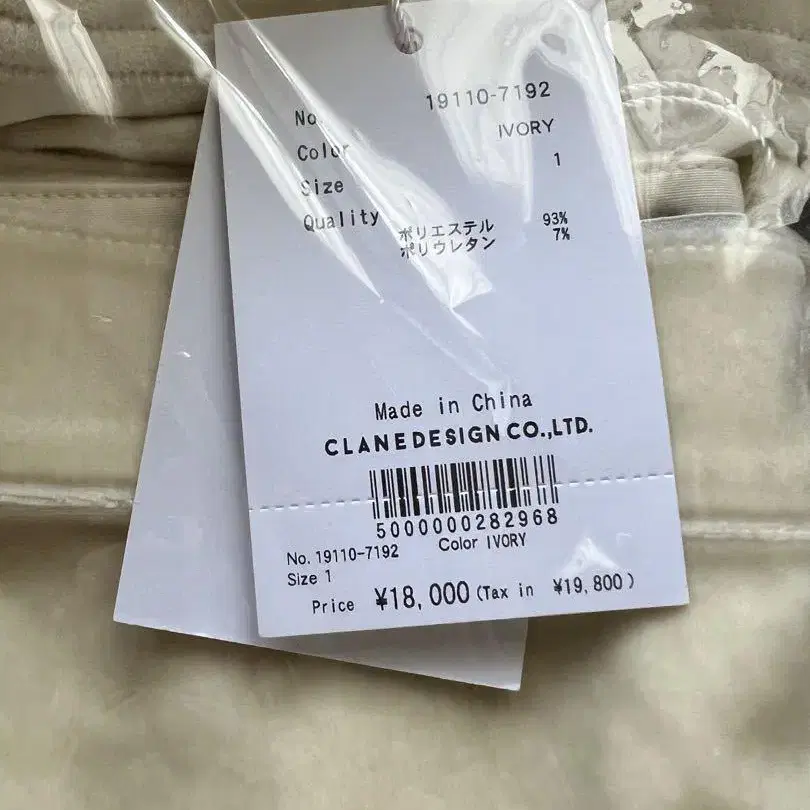 No. 19110-7192
Color IVORY
Size 1
Quality ポリエステル 93%
ポリウレタン 7%
Made in China
CLANE DESIGN CO.,LTD.
5000000282968
No. 19110-7192 Color IVORY
Size 1
Price ¥18,000 (Tax in ¥19,800)